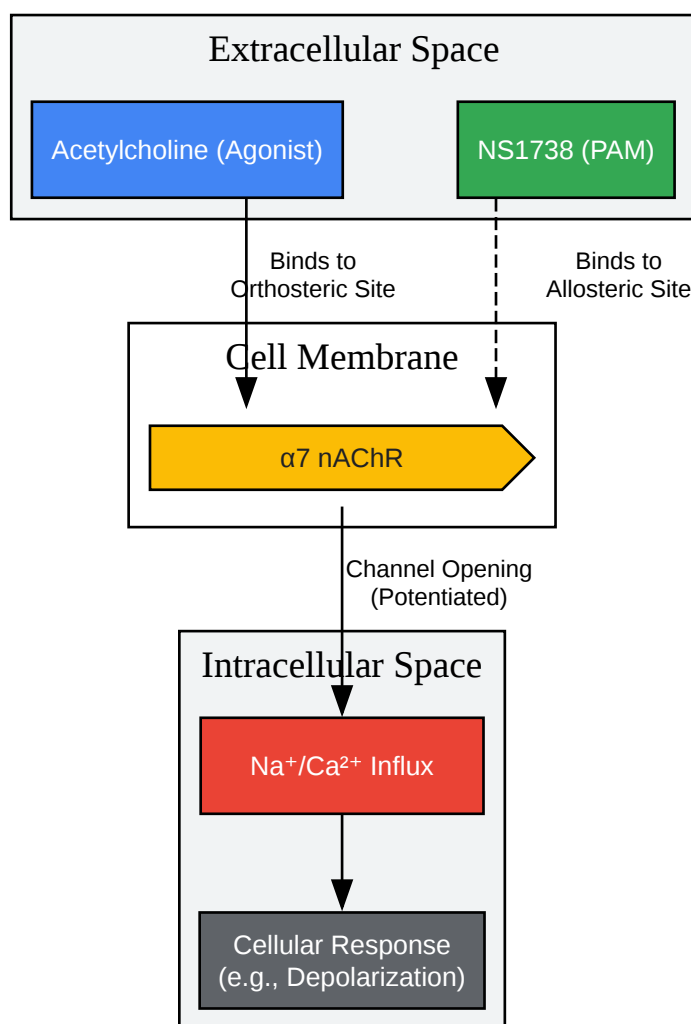 Extracellular Space
Acetylcholine (Agonist)
NS1738 (PAM)
Binds to
Orthosteric Site
Binds to
Allosteric Site
Cell Membrane
α7 nAChR
Channel Opening
(Potentiated)
Intracellular Space
Na⁺/Ca²⁺ Influx
Cellular Response
(e.g., Depolarization)